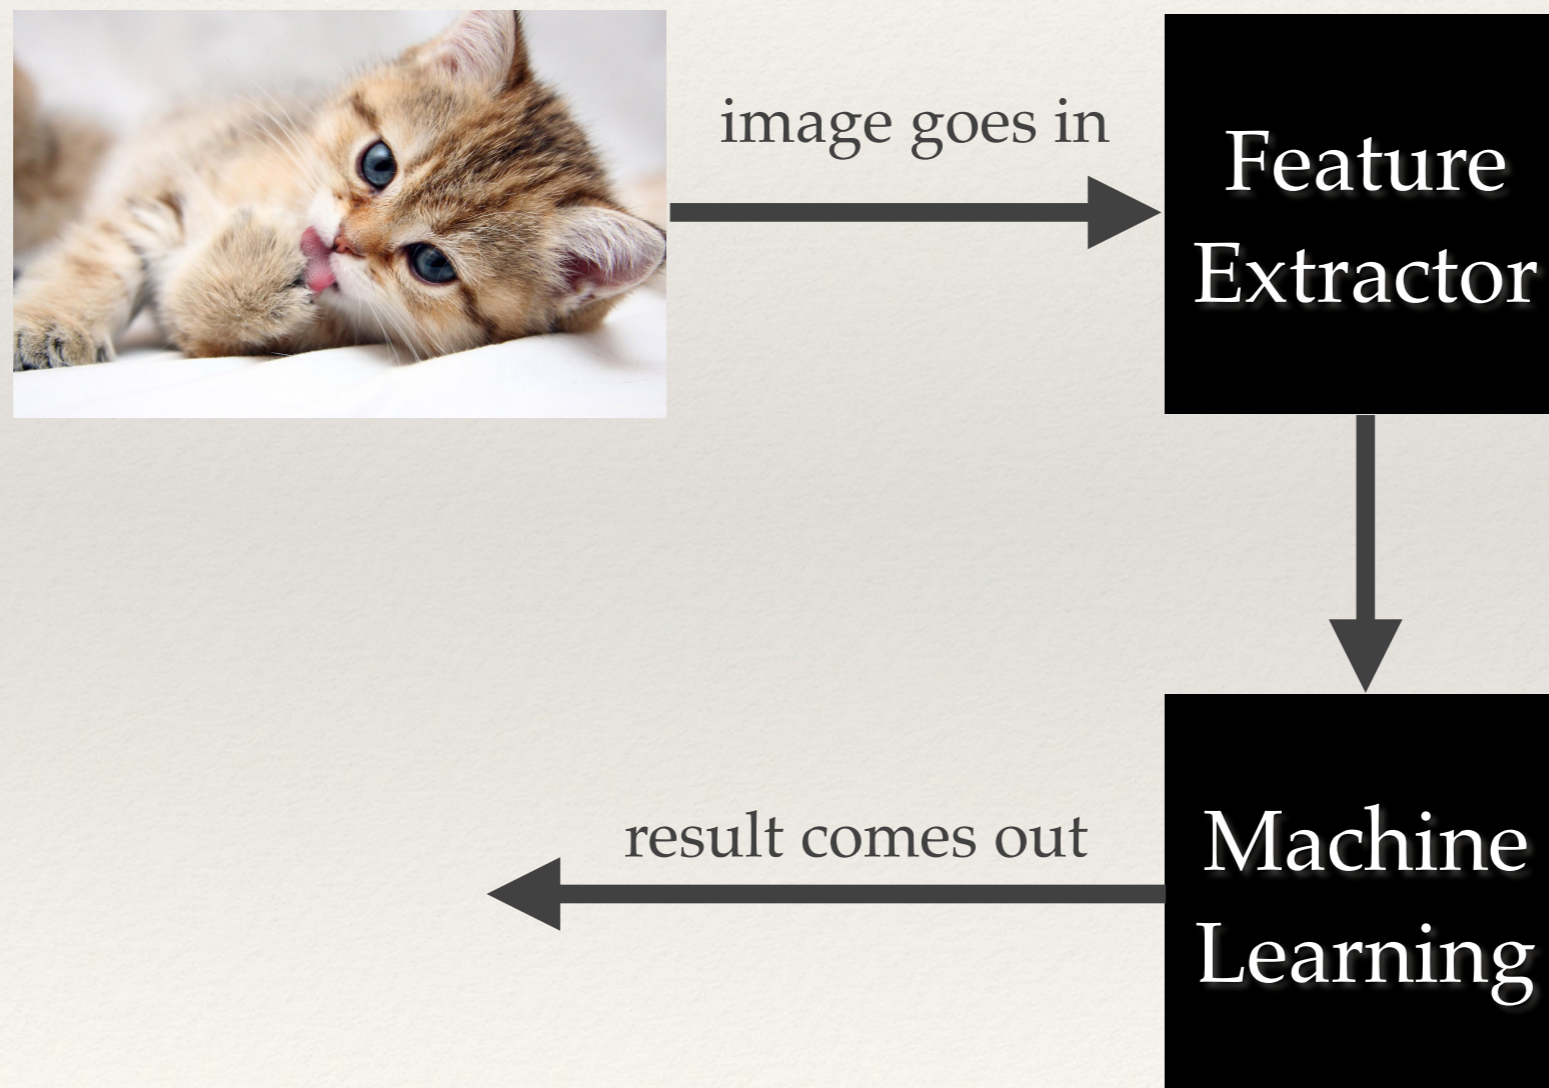 image goes in
Feature
Extractor
Machine
Learning
result comes out